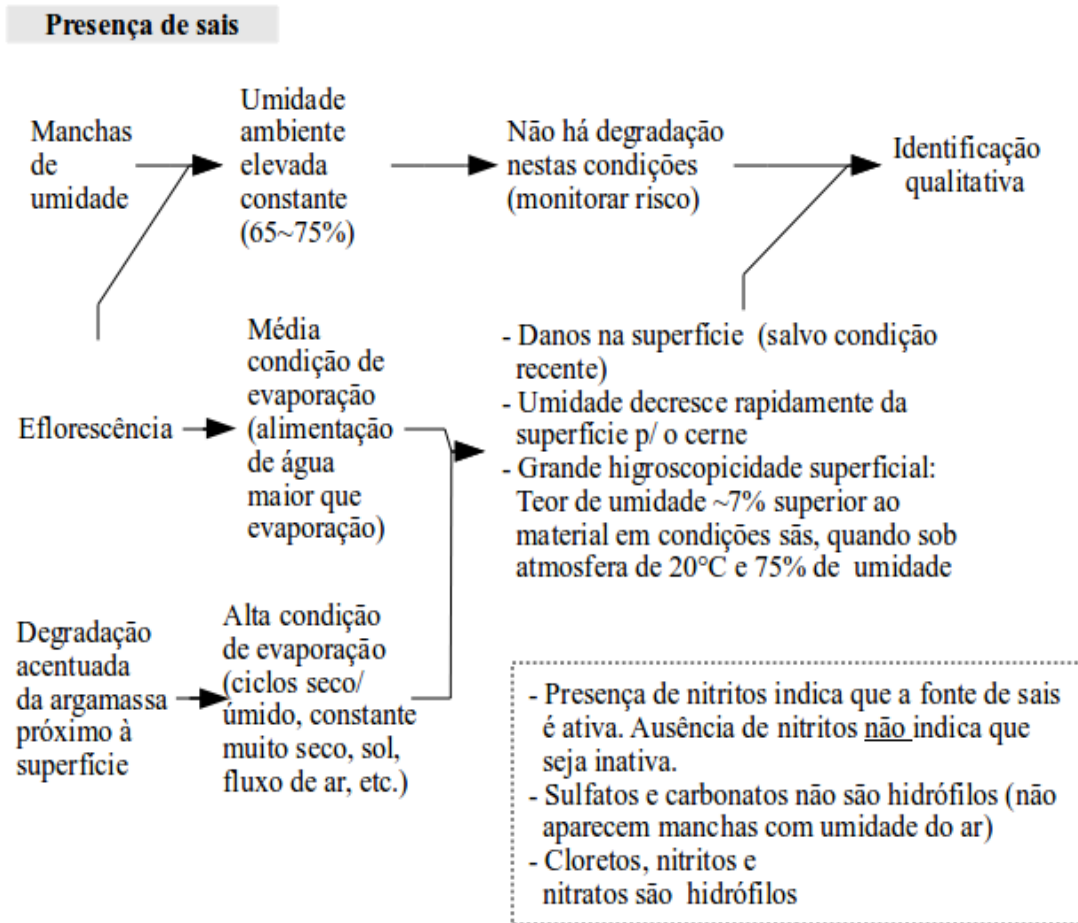 Presença de sais
Manchas
de
umidade
Umidade
ambiente
elevada
constante
(65~75%)
Não há degradação
nestas condições
(monitorar risco)
Identificação
qualitativa
Eflorescência
Média
condição de
evaporação
(alimentação
de água
maior que
evaporação)
- Danos na superfície (salvo condição
recente)
- Umidade decresce rapidamente da
superfície p/ o cerne
- Grande higroscopicidade superficial:
Teor de umidade ~7% superior ao
material em condições sãs, quando sob
atmosfera de 20°C e 75% de umidade
Degradação
acentuada
da argamassa
próximo à
superfície
Alta condição
de evaporação
(ciclos seco/
úmido, constante
muito seco, sol,
fluxo de ar, etc.)
- Presença de nitritos indica que a fonte de sais
é ativa. Ausência de nitritos não indica que
seja inativa.
- Sulfatos e carbonatos não são hidrófilos (não
aparecem manchas com umidade do ar)
- Cloretos, nitritos e
nitratos são hidrófilos